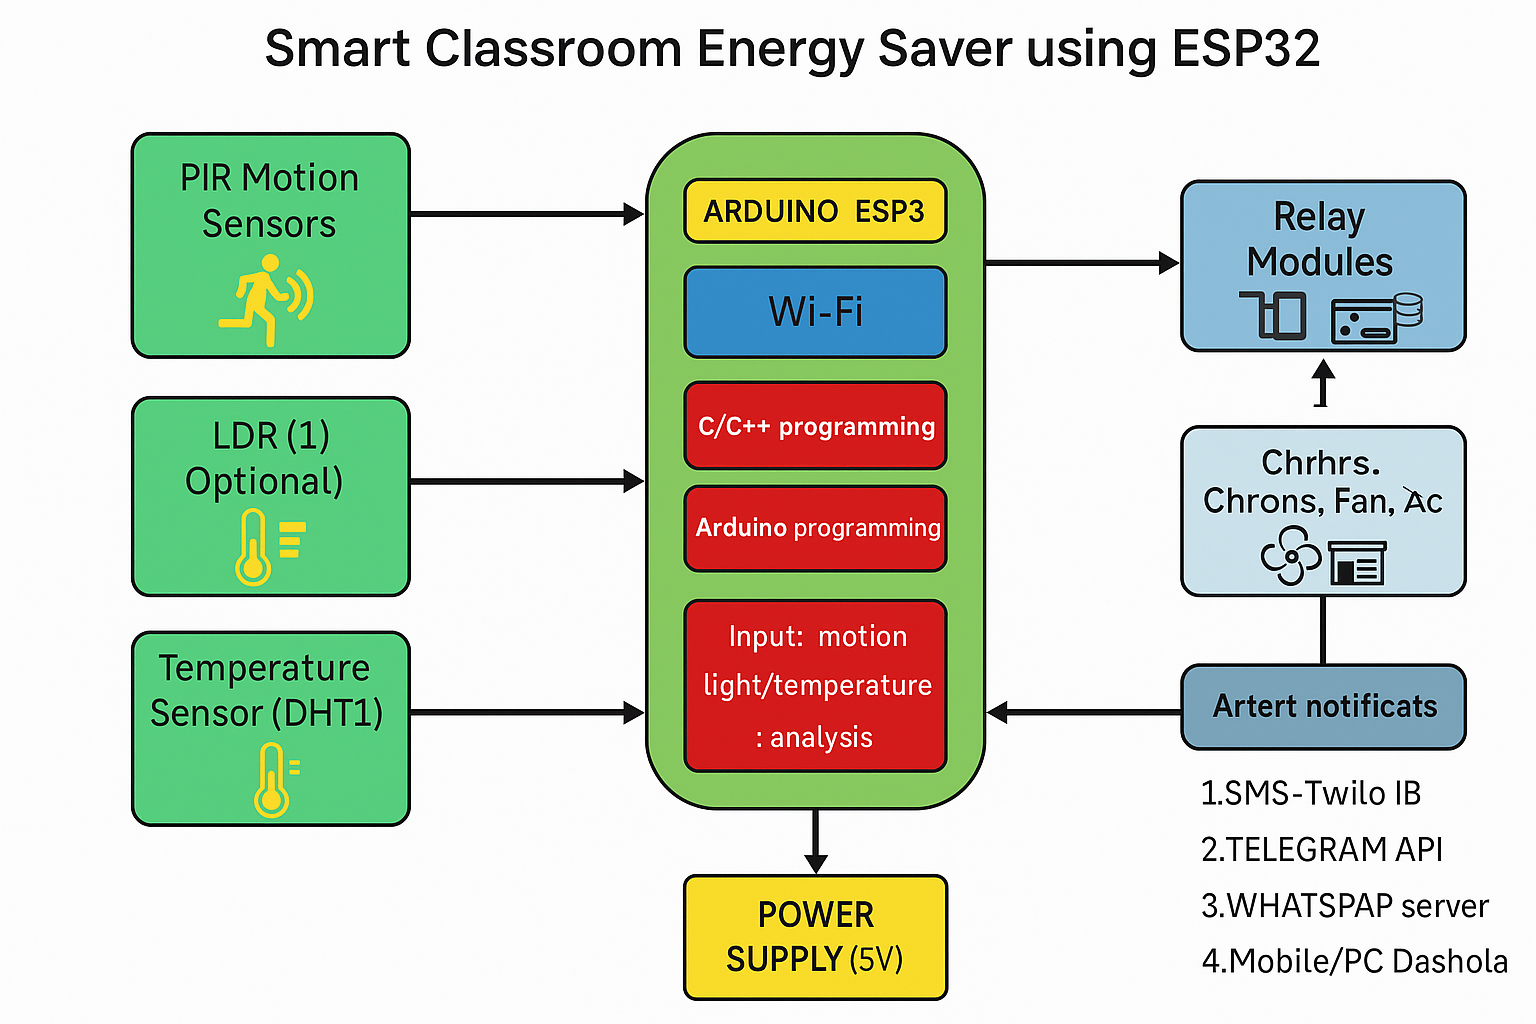 Smart Classroom Energy Saver using ESP32
PIR Motion
Sensors
LDR (1)
Optional)
Temperature
Sensor (DHT1)
ARDUINO ESP3
Wi-Fi
C/C++ programming
Arduino programming
Input: motion
light/temperature
: analysis
POWER
SUPPLY (5V)
Relay
Modules
Chrhrs.
Chrons, Fan, Ac
Artert notificats
1.SMS-Twilo IB
2.TELEGRAM API
3.WHATSPAP server
4.Mobile/PC Dashola